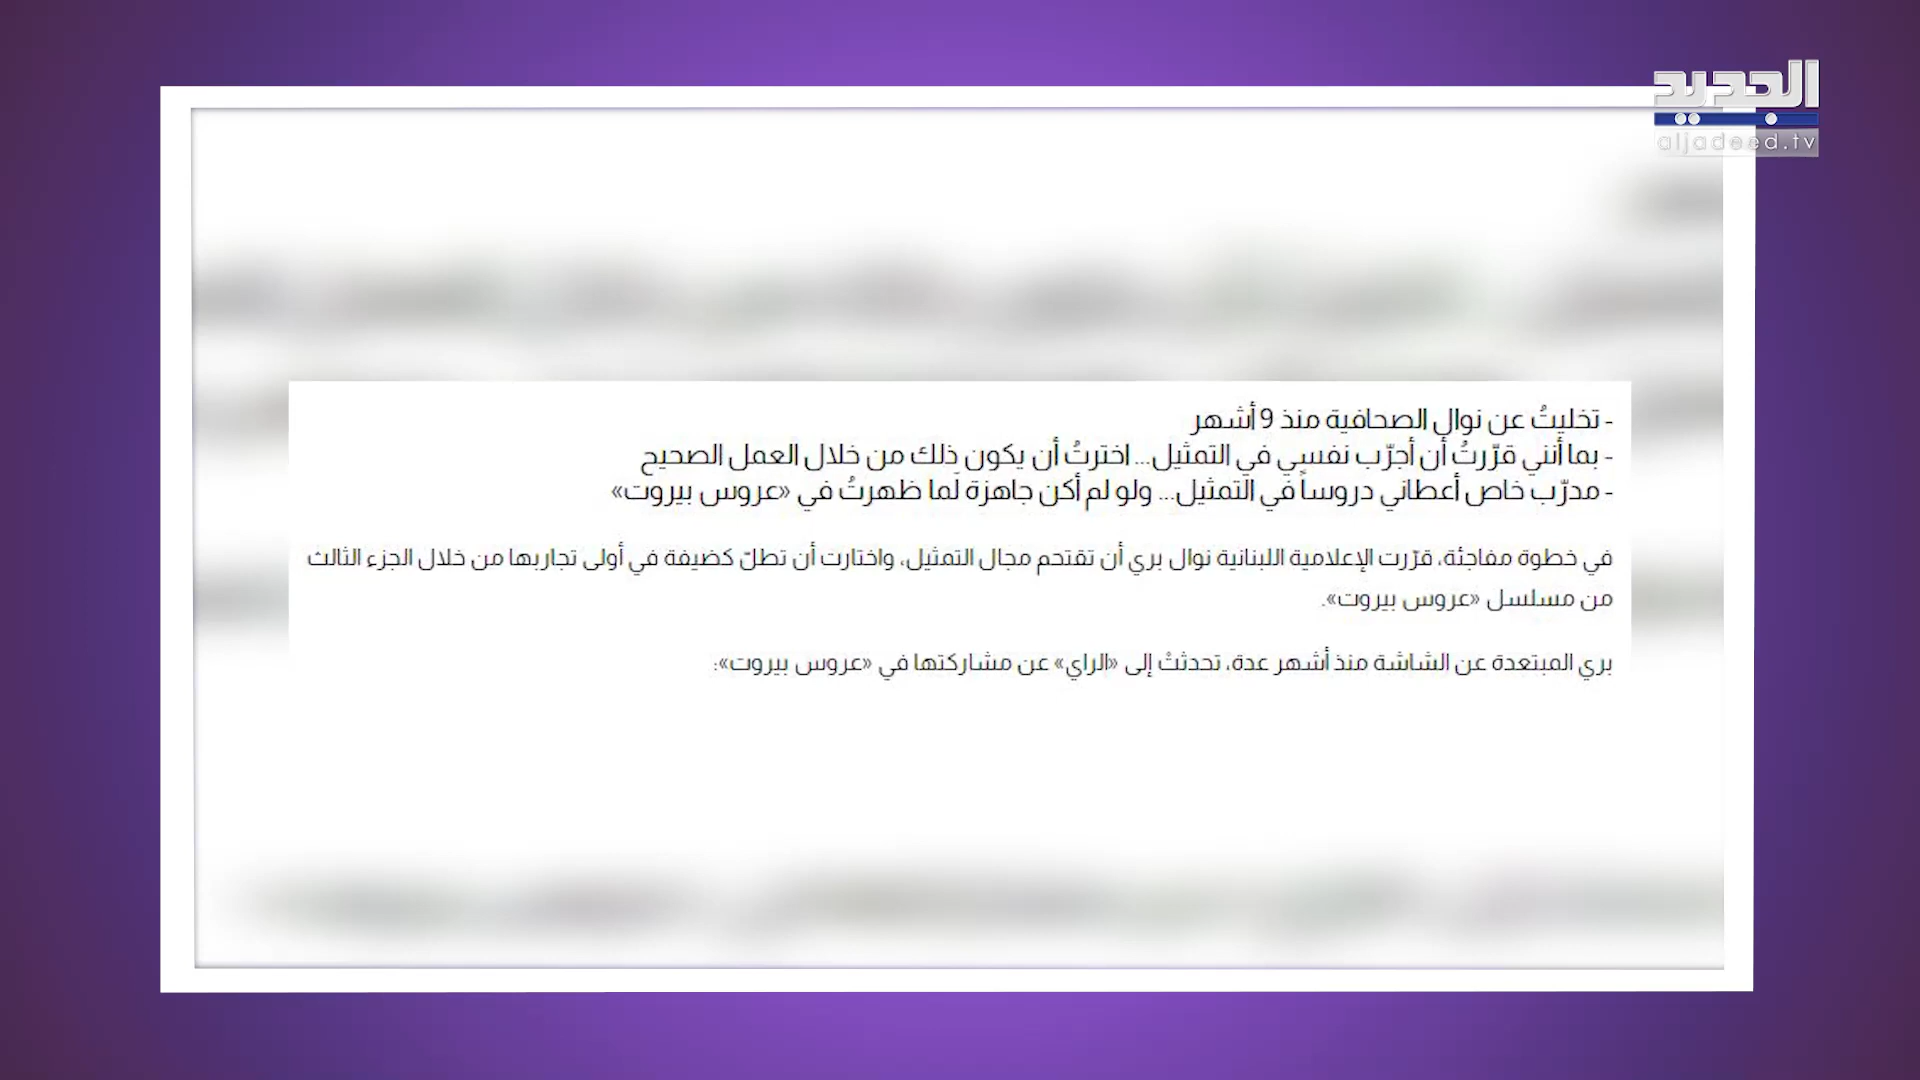 الجديد
aljadeed.tv
- تخليتُ عن نوال الصحافية منذ 9 أشهر
- بما أنني قرّرتُ أن أجرّب نفسي في التمثيل... اخترتُ أن يكون ذلك من خلال العمل الصحيح
- مدرّب خاص أعطاني دروساً في التمثيل... ولو لم أكن جاهزة لَما ظهرتُ في «عروس بيروت»
في خطوة مفاجئة، قرّرت الإعلامية اللبنانية نوال بري أن تقتحم مجال التمثيل، واختارت أن تطلّ كضيفة في أولى تجاربها من خلال الجزء الثالث
من مسلسل «عروس بيروت».
بري المبتعدة عن الشاشة منذ أشهر عدة، تحدثتْ إلى «الراي» عن مشاركتها في «عروس بيروت»: